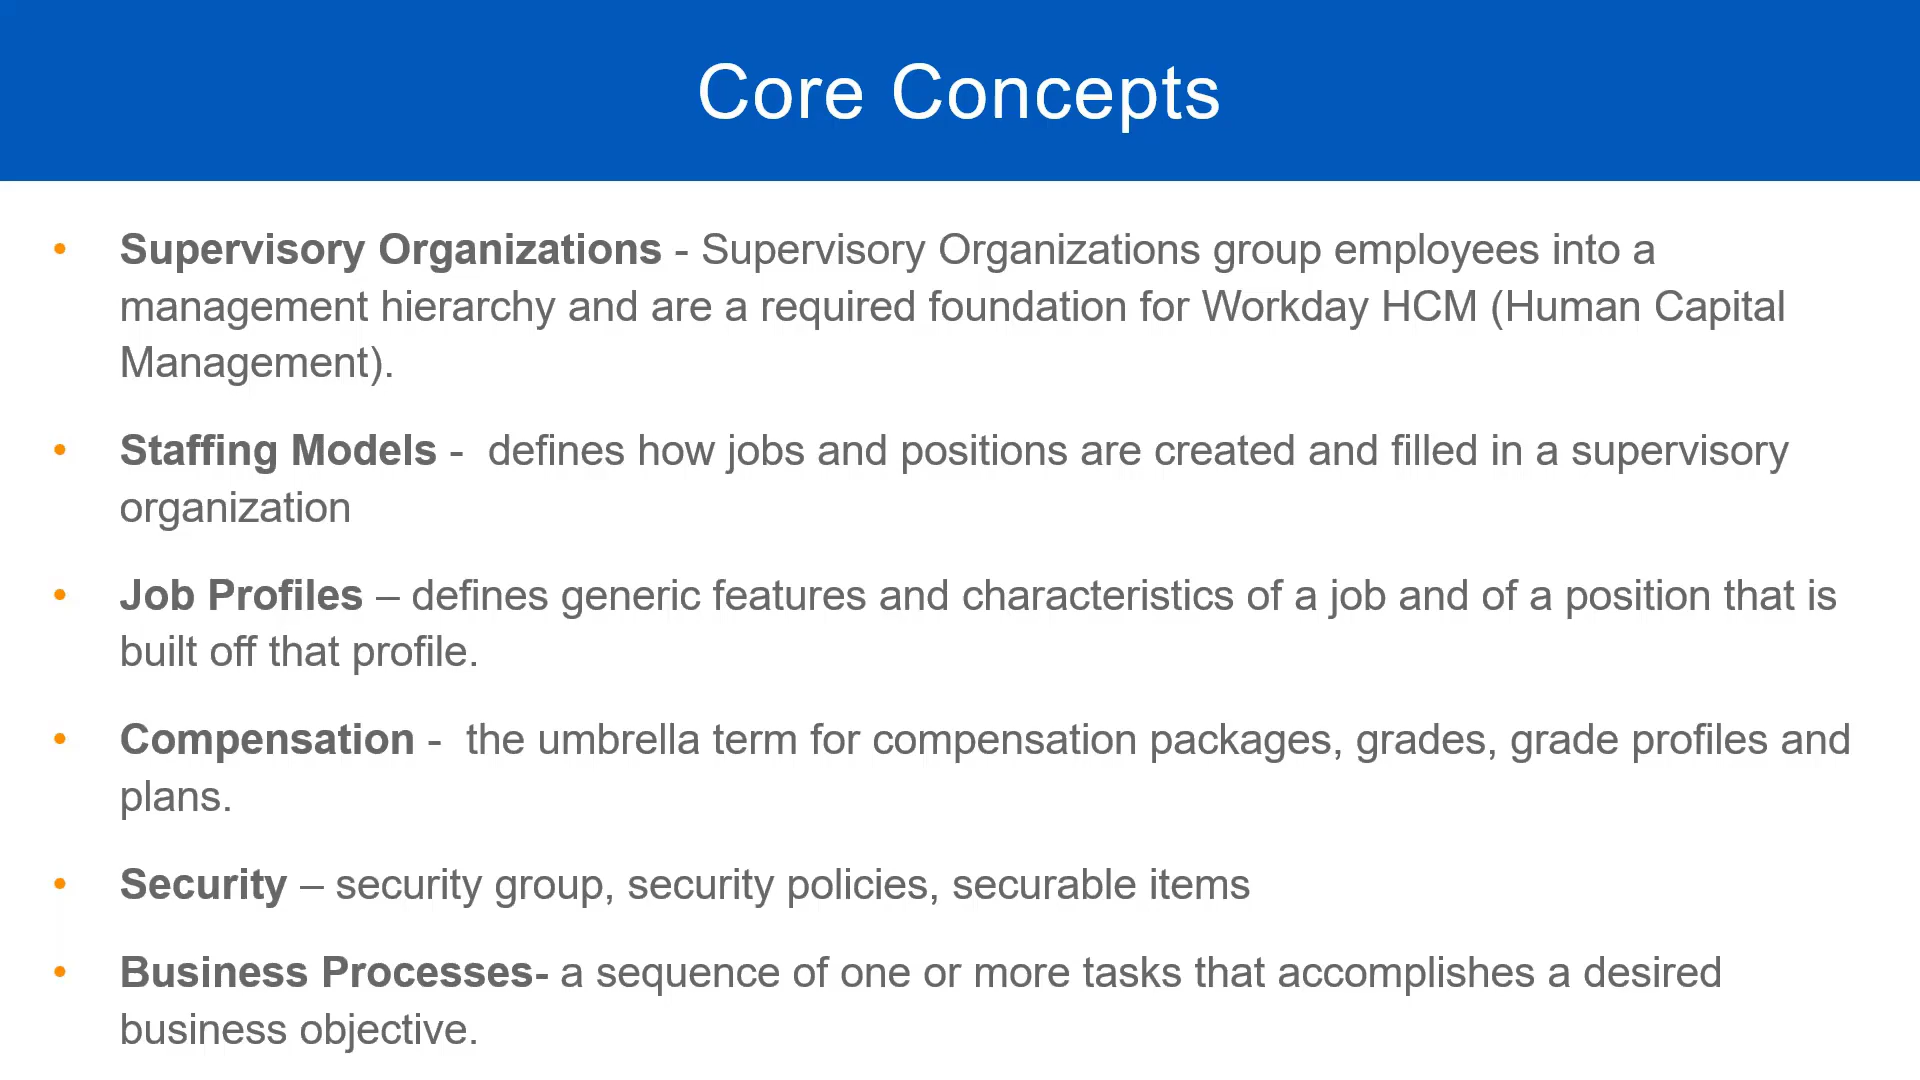 Core Concepts
• Supervisory Organizations - Supervisory Organizations group employees into a
management hierarchy and are a required foundation for Workday HCM (Human Capital
Management).
• Staffing Models -  defines how jobs and positions are created and filled in a supervisory
organization
• Job Profiles – defines generic features and characteristics of a job and of a position that is
built off that profile.
• Compensation -  the umbrella term for compensation packages, grades, grade profiles and
plans.
• Security – security group, security policies, securable items
• Business Processes- a sequence of one or more tasks that accomplishes a desired
business objective.